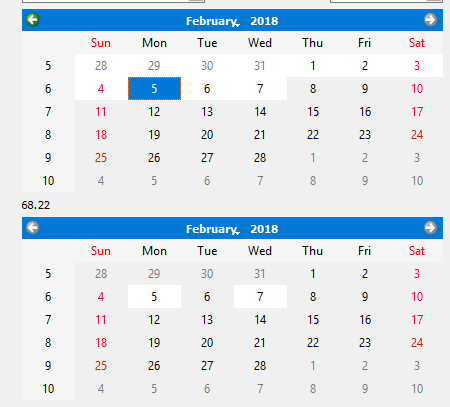 February, 2018
Sun Mon Tue Wed Thu Fri Sat
5 28 29 30 31 1 2 3
6 4 5 6 7 8 9 10
7 11 12 13 14 15 16 17
8 18 19 20 21 22 23 24
9 25 26 27 28 1 2 3
10 4 5 6 7 8 9 10
68.22
February, 2018
Sun Mon Tue Wed Thu Fri Sat
5 28 29 30 31 1 2 3
6 4 5 6 7 8 9 10
7 11 12 13 14 15 16 17
8 18 19 20 21 22 23 24
9 25 26 27 28 1 2 3
10 4 5 6 7 8 9 10